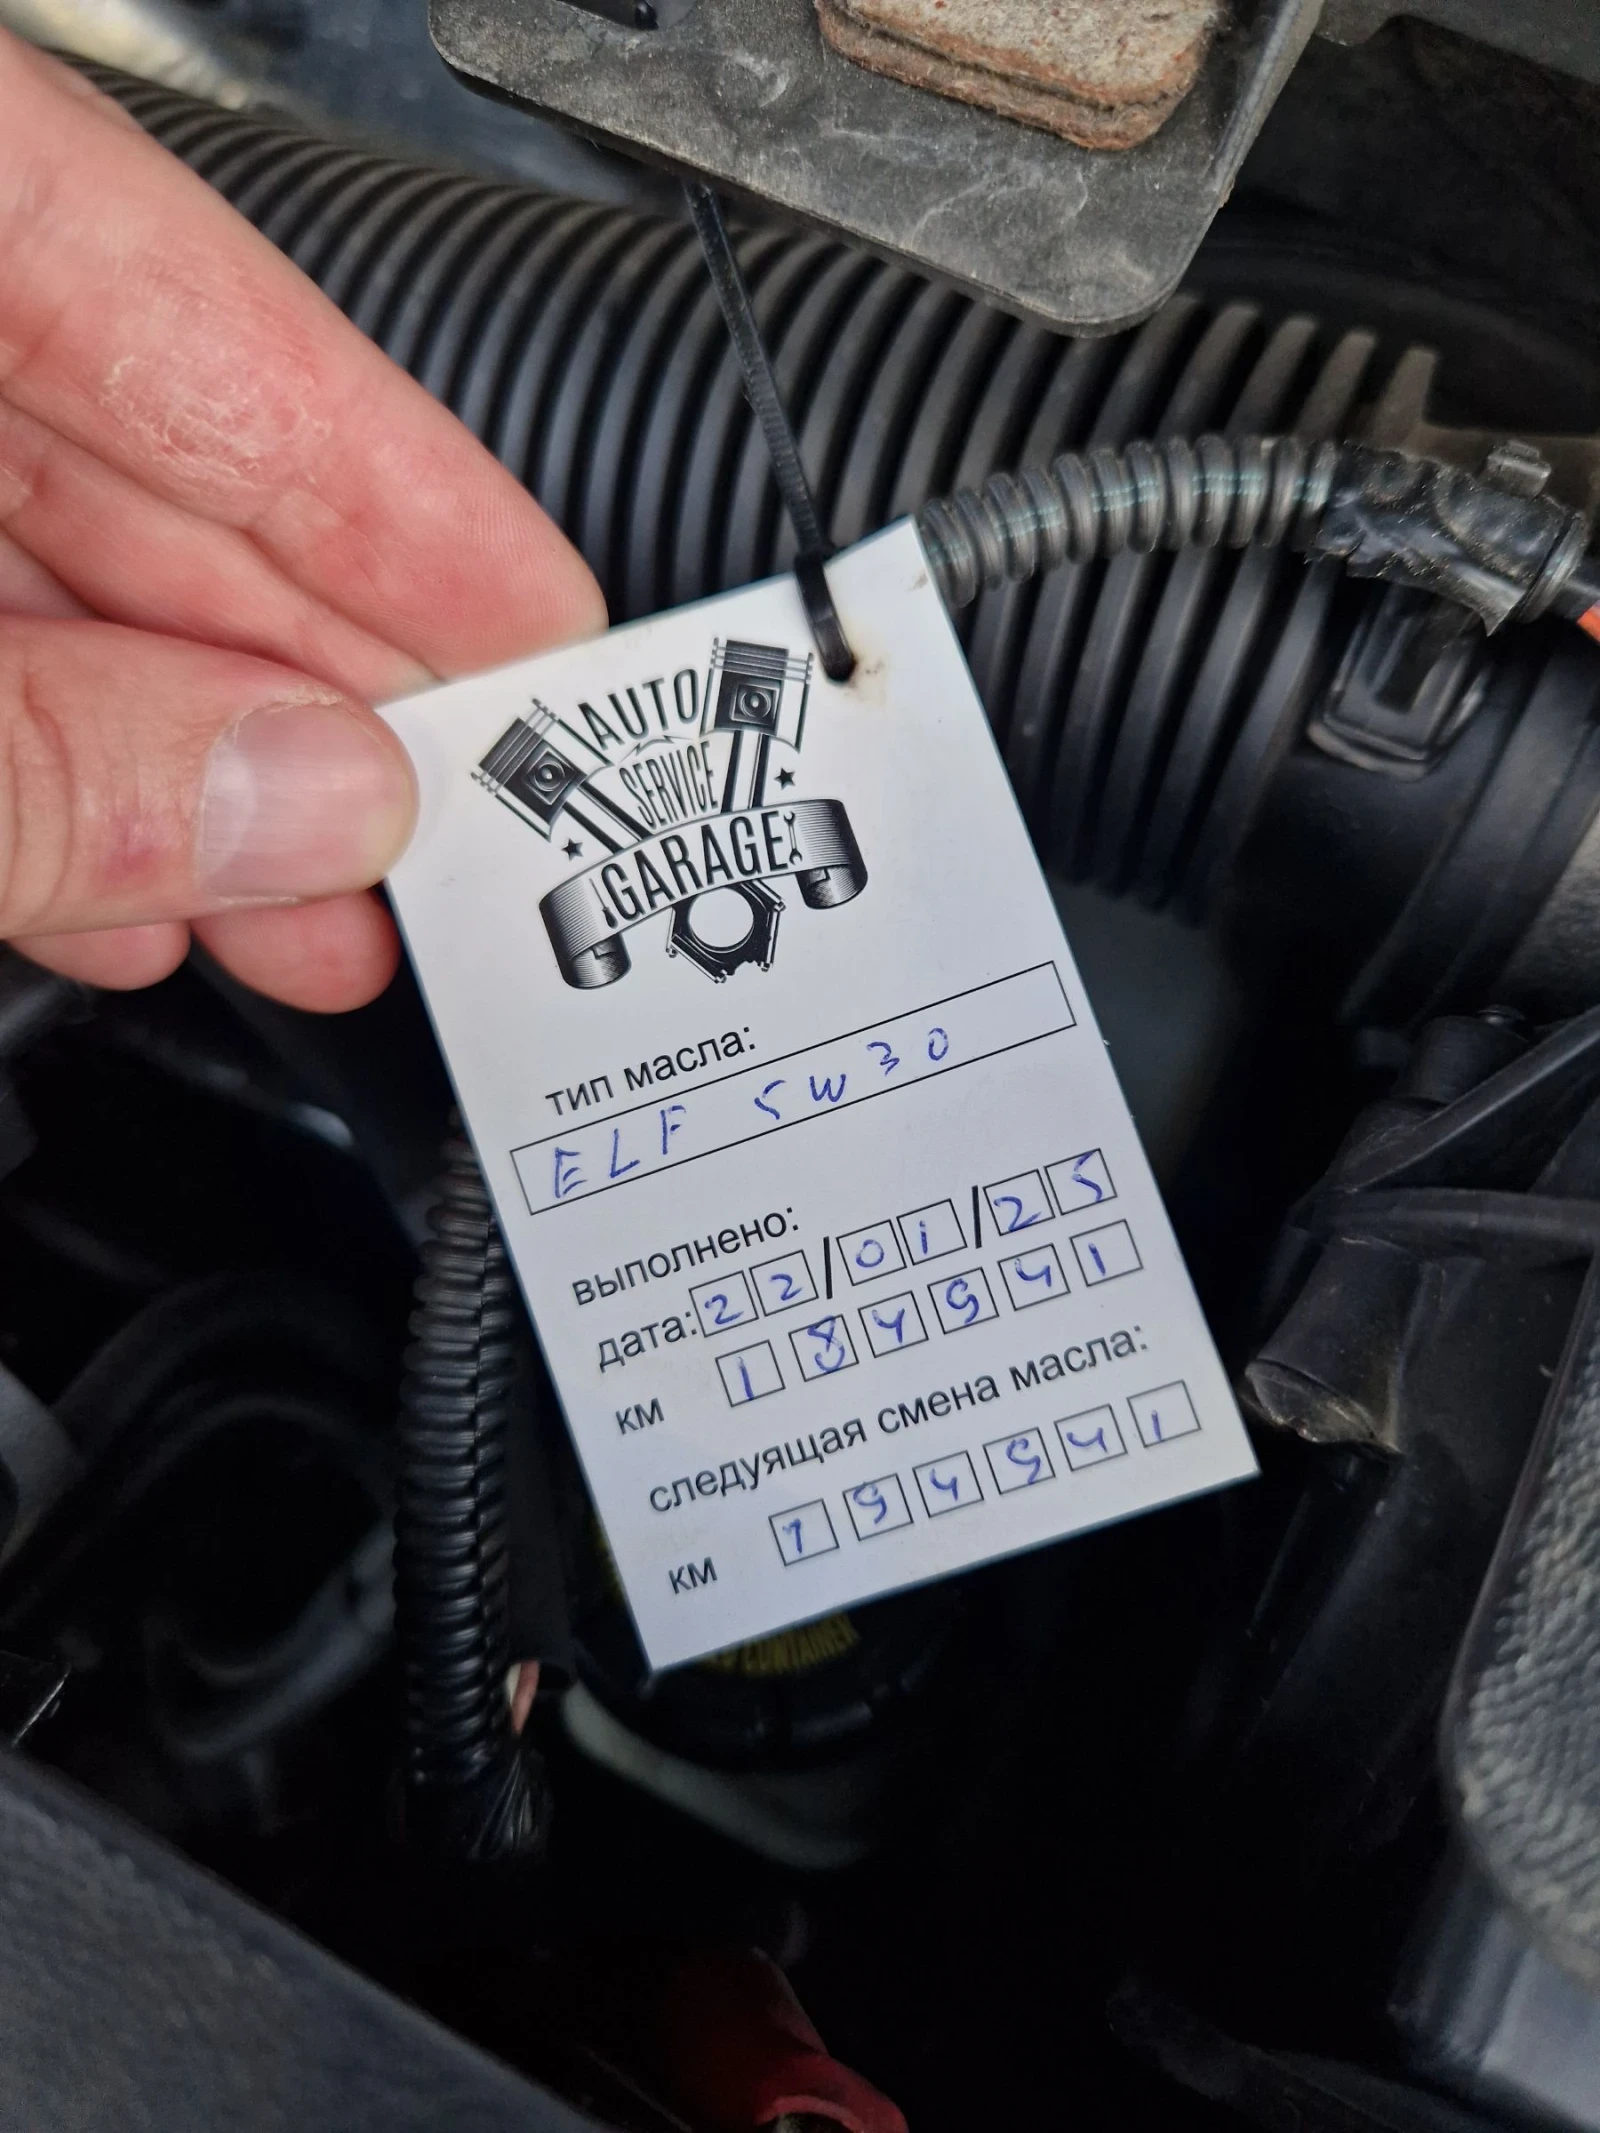 AUTO
SERVICE
GARAGE
тип масла:
ELF 5W30
выполнено:
дата: 22/01/25
км 184941
следуящая смена масла:
км 194941
CONTAINER